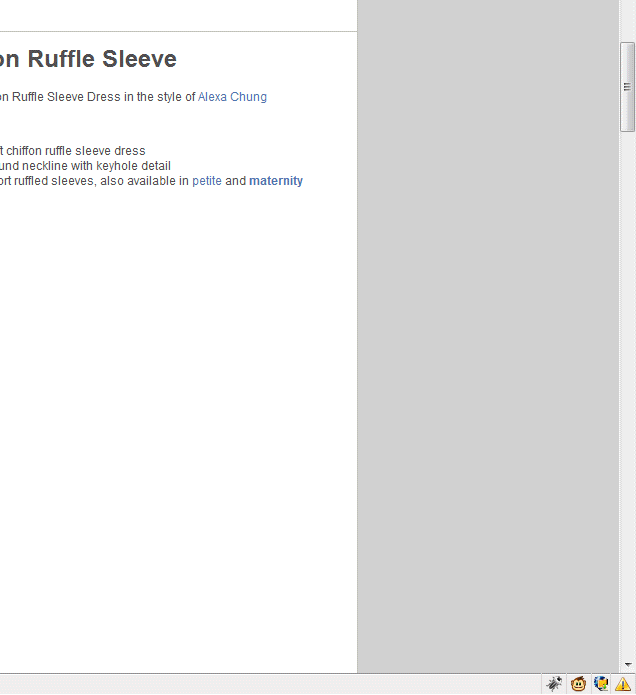 on Ruffle Sleeve
on Ruffle Sleeve Dress in the style of Alexa Chung
t chiffon ruffle sleeve dress
und neckline with keyhole detail
ort ruffled sleeves, also available in petite and maternity